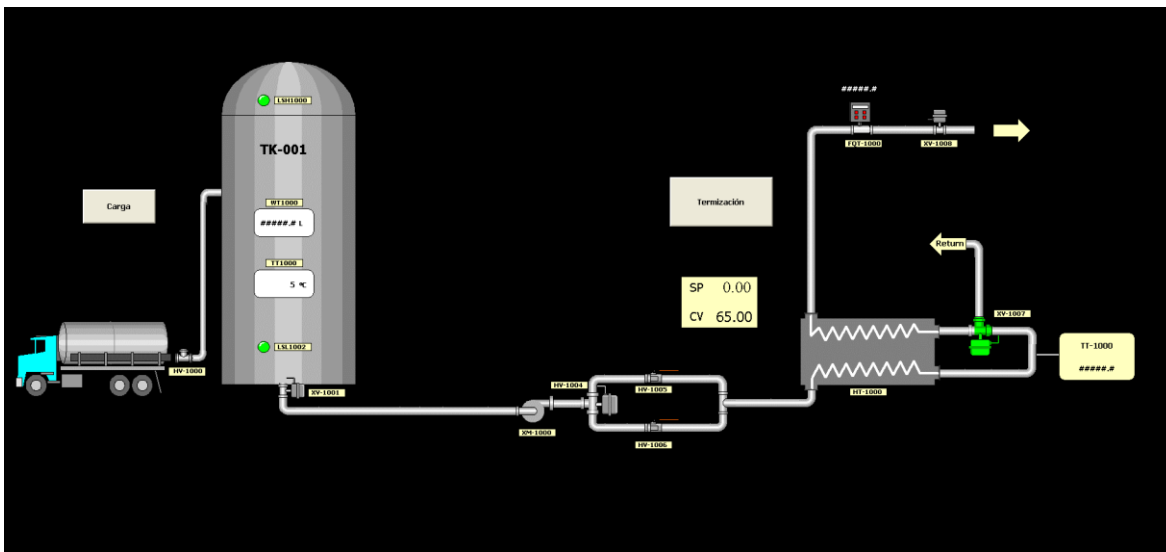 #####.#
LSH1000
FQT-1000
XV-1008
TK-001
Carga
WT1000
Termización
#####.# L
Return
TT1000
5 ºC
SP 0.00
CV 65.00
XV-1007
TT-1000
#####.#
LSL1002
HV-1000
HV-1004
HV-1005
HT-1000
XV-1001
XM-1000
HV-1006